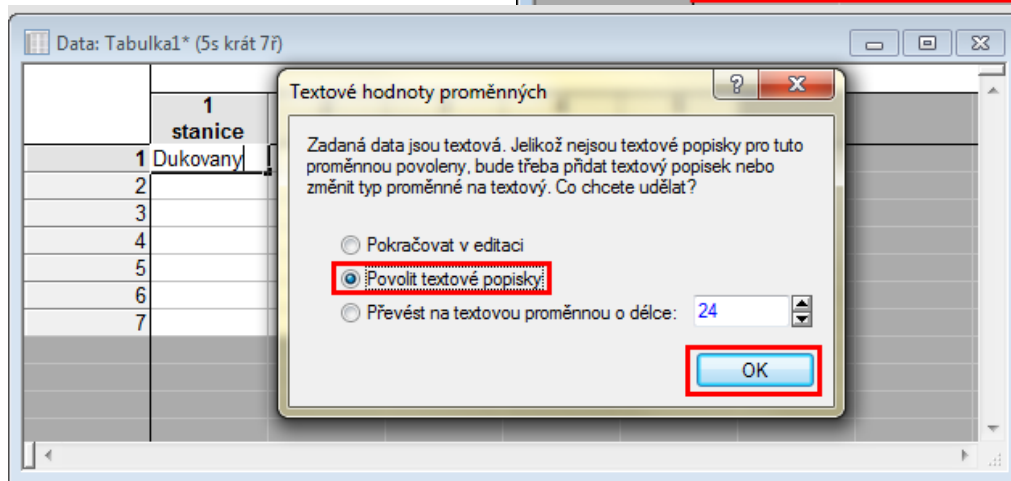 Data: Tabulka1* (5s krát 7ř)
1
stanice
1 Dukovany
2
3
4
5
6
7
Textové hodnoty proměnných
Zadaná data jsou textová. Jelikož nejsou textové popisky pro tuto
proměnnou povoleny, bude třeba přidat textový popisek nebo
změnit typ proměnné na textový. Co chcete udělat?
Pokračovat v editaci
Povolit textové popisky
Převést na textovou proměnnou o délce: 24
OK